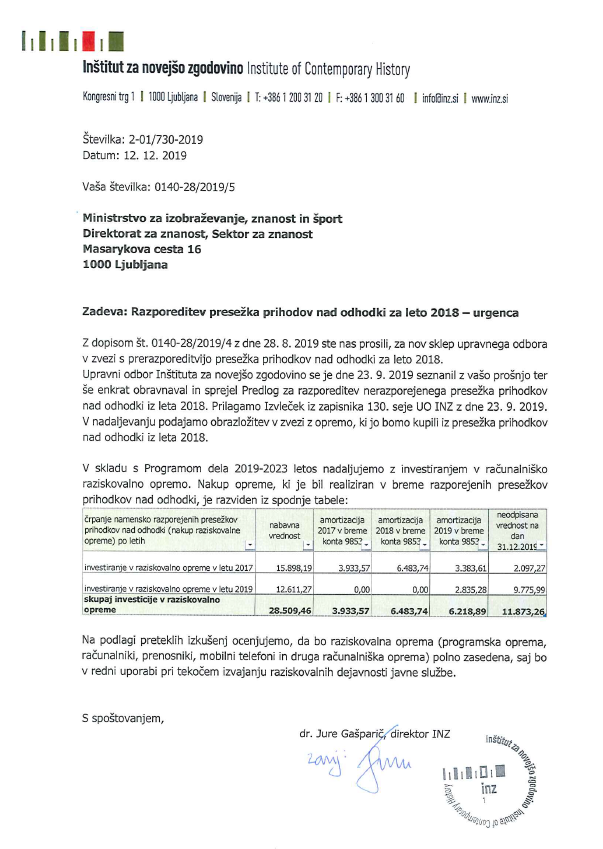 Inštitut za novejšo zgodovino Institute of Contemporary History
Kongresni trg 1 | 1000 Ljubljana | Slovenija | T: +386 1 200 31 20 | F: +386 1 300 31 60 | info@inz.si | www.inz.si
Številka: 2-01/730-2019
Datum: 12. 12. 2019
Vaša številka: 0140-28/2019/5
Ministrstvo za izobraževanje, znanost in šport
Direktorat za znanost, Sektor za znanost
Masarykova cesta 16
1000 Ljubljana
Zadeva: Razporeditev presežka prihodov nad odhodki za leto 2018 – urgenca
Z dopisom št. 0140-28/2019/4 z dne 28. 8. 2019 ste nas prosili, za nov sklep upravnega odbora
v zvezi s prerazporeditvijo presežka prihodkov nad odhodki za leto 2018.
Upravni odbor Inštituta za novejšo zgodovino se je dne 23. 9. 2019 seznanil z vašo prošnjo ter
še enkrat obravnaval in sprejel Predlog za razporeditev nerazporejenega presežka prihodkov
nad odhodki iz leta 2018. Prilagamo Izvleček iz zapisnika 130. seje UO INZ z dne 23. 9. 2019.
V nadaljevanju podajamo obrazložitev v zvezi z opremo, ki jo bomo kupili iz presežka prihodkov
nad odhodki iz leta 2018.
V skladu s Programom dela 2019-2023 letos nadaljujemo z investiranjem v računalniško
raziskovalno opremo. Nakup opreme, ki je bil realiziran v breme razporejenih presežkov
prihodkov nad odhodki, je razviden iz spodnje tabele:
črpanje namensko razporejenih presežkov
prihodkov nad odhodki (nakup raziskovalne
opreme) po letih
nabavna
vrednost
amortizacija
2017 v breme
konta 9853
amortizacija
2018 v breme
konta 9853
amortizacija
2019 v breme
konta 9853
neodpisana
vrednost na
dan
31.12.2019
investiranje v raziskovalno opreme v letu 2017 15.898,19 3.933,57 6.483,74 3.383,61 2.097,27
investiranje v raziskovalno opreme v letu 2019 12.611,27 0,00 0,00 2.835,28 9.775,99
skupaj investicije v raziskovalno
opreme 28.509,46 3.933,57 6.483,74 6.218,89 11.873,26
Na podlagi preteklih izkušenj ocenjujemo, da bo raziskovalna oprema (programska oprema,
računalniki, prenosniki, mobilni telefoni in druga računalniška oprema) polno zasedena, saj bo
v redni uporabi pri tekočem izvajanju raziskovalnih dejavnosti javne službe.
S spoštovanjem,
dr. Jure Gašparič, direktor INZ
Inštitut za novejšo zgodovino Institute of Contemporary History
inz
1